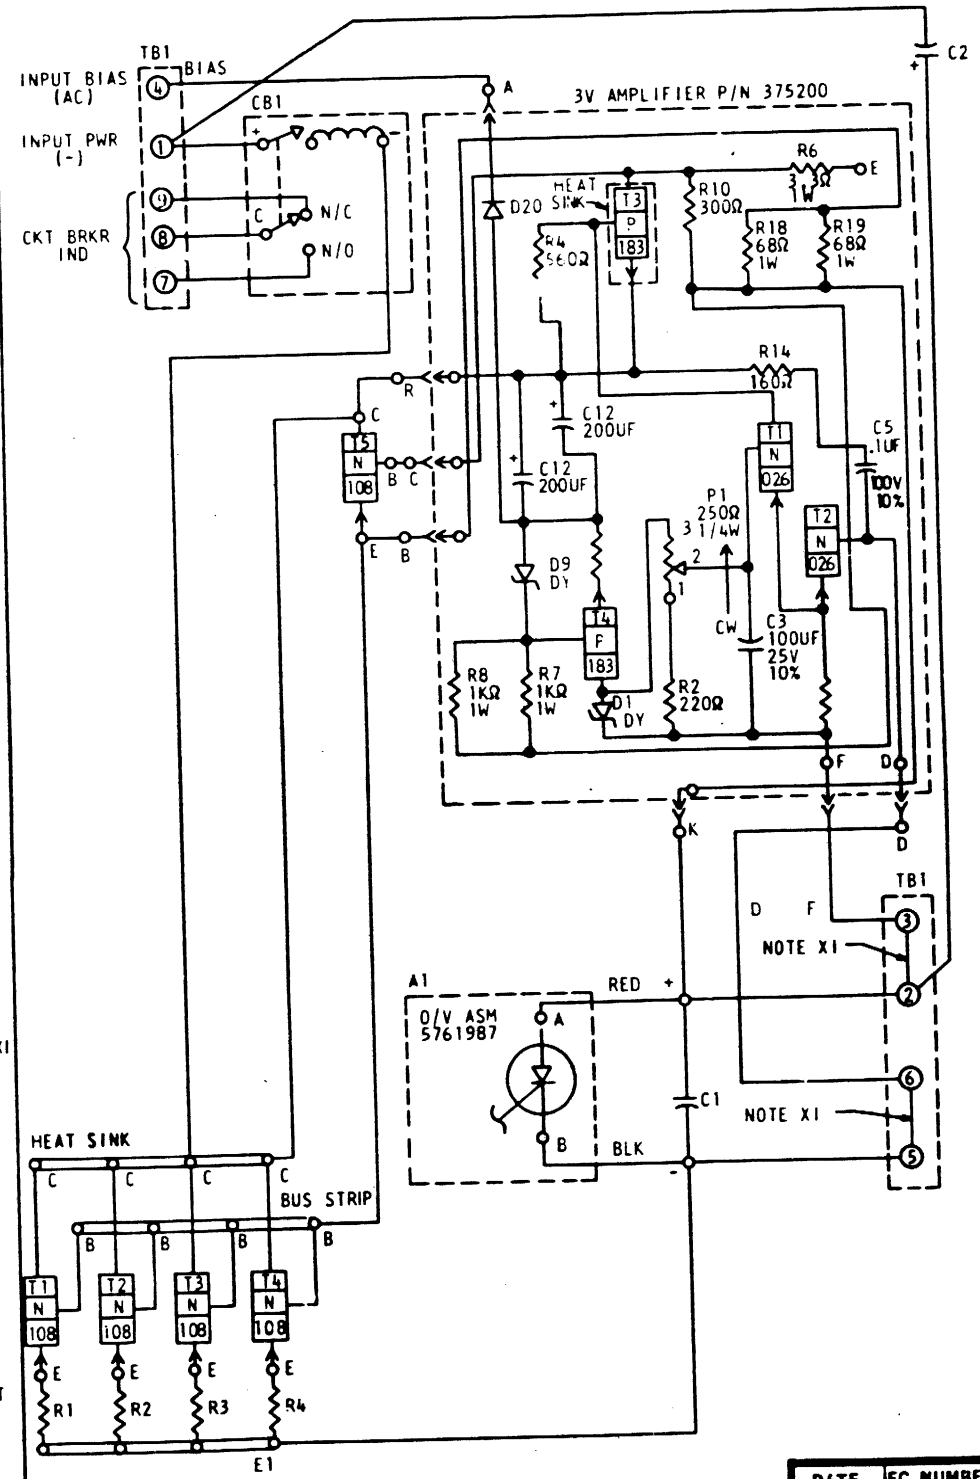 TB1
BIAS
INPUT BIAS
(AC)
4
A
C2
+
3V AMPLIFIER P/N 375200
CB1
INPUT PWR
(-)
1
+
-
R6
3.3Ω
1W
E
9
HEAT
SINK
T3
P
183
R10
300Ω
D20
C
N/C
R18
68Ω
1W
R19
68Ω
1W
CKT BRKR
IND
8
R4
560Ω
N/O
7
R14
160Ω
R
C
+
C12
200UF
T1
N
026
C5
.1UF
100V
10%
T5
N
108
B
C
+
C12
200UF
P1
250Ω
1/4W
3
2
1
T2
N
026
E
B
D9
DY
T4
F
183
CW
C3
100UF
25V
10%
R8
1KΩ
1W
R7
1KΩ
1W
D1
DY
R2
220Ω
F
D
K
D
TB1
D
F
3
NOTE X1
A1
RED
+
2
O/V ASM
5761987
A
X1
6
C1
NOTE X1
B
BLK
-
5
HEAT SINK
C
C
C
C
BUS STRIP
B
B
B
B
T1
N
108
T2
N
108
T3
N
108
T4
N
108
E
E
E
E
T
R1
R2
R3
R4
E1
DATE
EC NUMBE